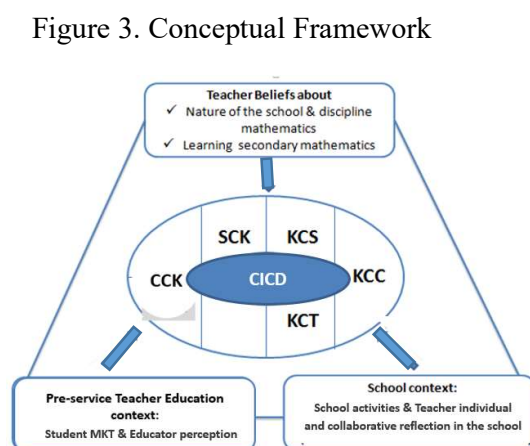 Figure 3. Conceptual Framework
Teacher Beliefs about
✓ Nature of the school & discipline
mathematics
✓ Learning secondary mathematics
SCK KCS
CCK CICD KCC
KCT
Pre-service Teacher Education
context:
Student MKT & Educator perception
School context:
School activities & Teacher individual
and collaborative reflection in the school